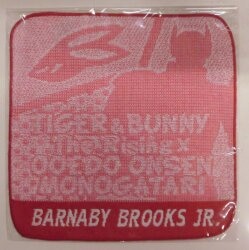 TIGER & BUNNY
-The Rising x
OOEDO ONSEN
MONOGATARI
BARNABY BROOKS JR.